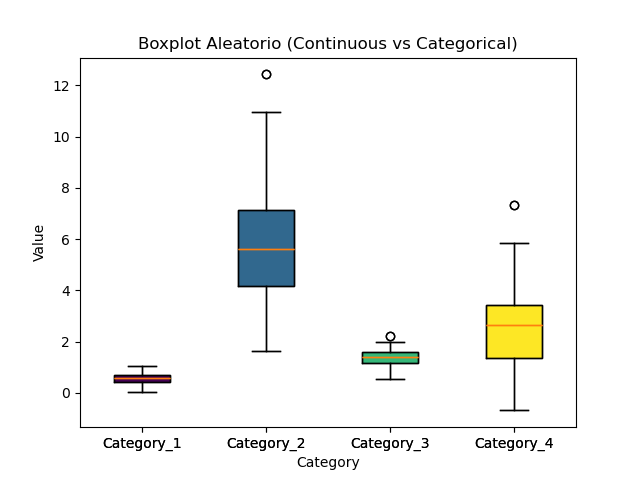 Boxplot Aleatorio (Continuous vs Categorical)
12
10
8
6
4
2
0
Value
Category_1
Category_2
Category_3
Category_4
Category